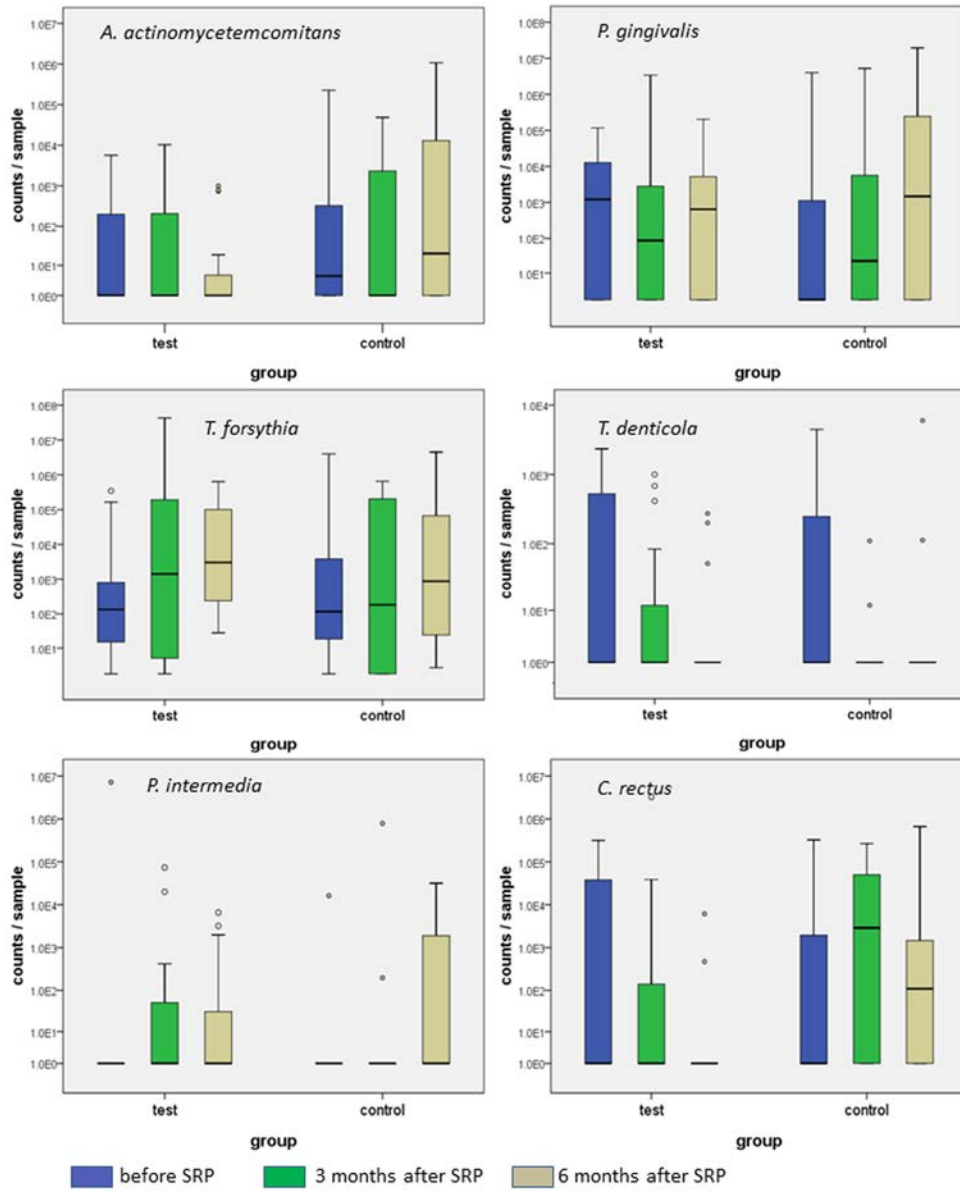 A. actinomycetemcomitans
counts / sample
1.0E7
1.0E6
1.0E5
1.0E4
1.0E3
1.0E2
1.0E1
1.0E0
test control
group
P. gingivalis
counts / sample
1.0E8
1.0E7
1.0E6
1.0E5
1.0E4
1.0E3
1.0E2
1.0E1
test control
group
T. forsythia
counts / sample
1.0E8
1.0E7
1.0E6
1.0E5
1.0E4
1.0E3
1.0E2
1.0E1
test control
group
T. denticola
counts / sample
1.0E4
1.0E3
1.0E2
1.0E1
1.0E0
test control
group
P. intermedia
counts / sample
1.0E7
1.0E6
1.0E5
1.0E4
1.0E3
1.0E2
1.0E1
1.0E0
test control
group
C. rectus
counts / sample
1.0E7
1.0E6
1.0E5
1.0E4
1.0E3
1.0E2
1.0E1
1.0E0
test control
group
before SRP 3 months after SRP 6 months after SRP